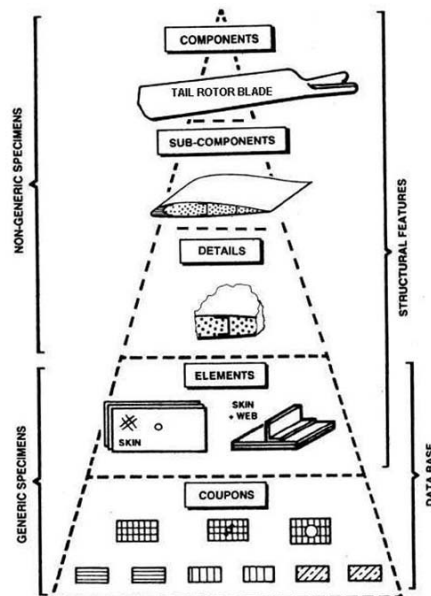 COMPONENTS
TAIL ROTOR BLADE
SUB-COMPONENTS
NON-GENERIC SPECIMENS
STRUCTURAL FEATURES
DETAILS
ELEMENTS
SKIN
SKIN
+ WEB
GENERIC SPECIMENS
DATA BASE
COUPONS